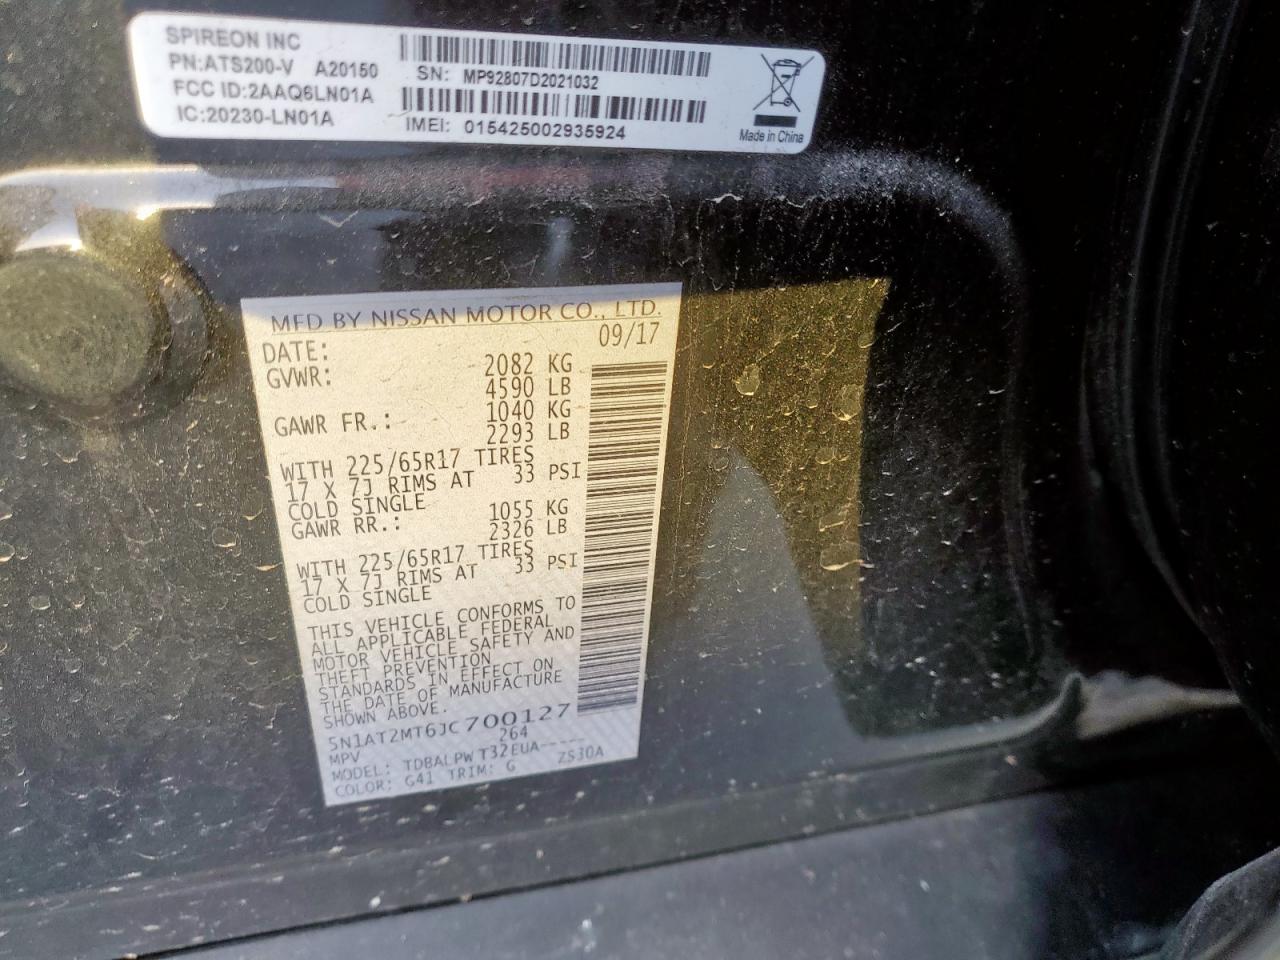 SPIREON INC
PN:ATS200-V A20150
FCC ID:2AAQ6LN01A
IC:20230-LN01A
SN: MP92807D2021032
IMEI: 015425002935924
Made in China
MFD BY NISSAN MOTOR CO., LTD.
DATE: 09/17
GVWR: 2082 KG
4590 LB
GAWR FR.: 1040 KG
2293 LB
WITH 225/65R17 TIRES
17 X 7J RIMS AT 33 PSI
COLD SINGLE
GAWR RR.: 1055 KG
2326 LB
WITH 225/65R17 TIRES
17 X 7J RIMS AT 33 PSI
COLD SINGLE
THIS VEHICLE CONFORMS TO
ALL APPLICABLE FEDERAL
MOTOR VEHICLE SAFETY AND
THEFT PREVENTION
STANDARDS IN EFFECT ON
THE DATE OF MANUFACTURE
SHOWN ABOVE.
5N1AT2MT6JC700127
MPV 264
MODEL: TDBALPW T32EUA-----
COLOR: G41 TRIM: G ZS30A